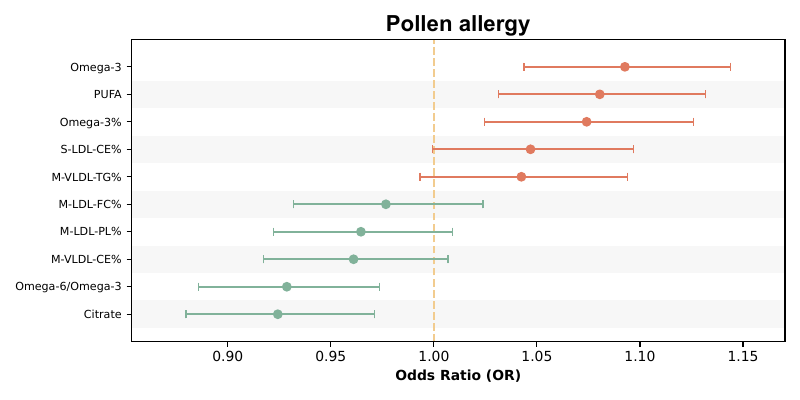 Pollen allergy
Omega-3
PUFA
Omega-3%
S-LDL-CE%
M-VLDL-TG%
M-LDL-FC%
M-LDL-PL%
M-VLDL-CE%
Omega-6/Omega-3
Citrate
0.90 0.95 1.00 1.05 1.10 1.15
Odds Ratio (OR)